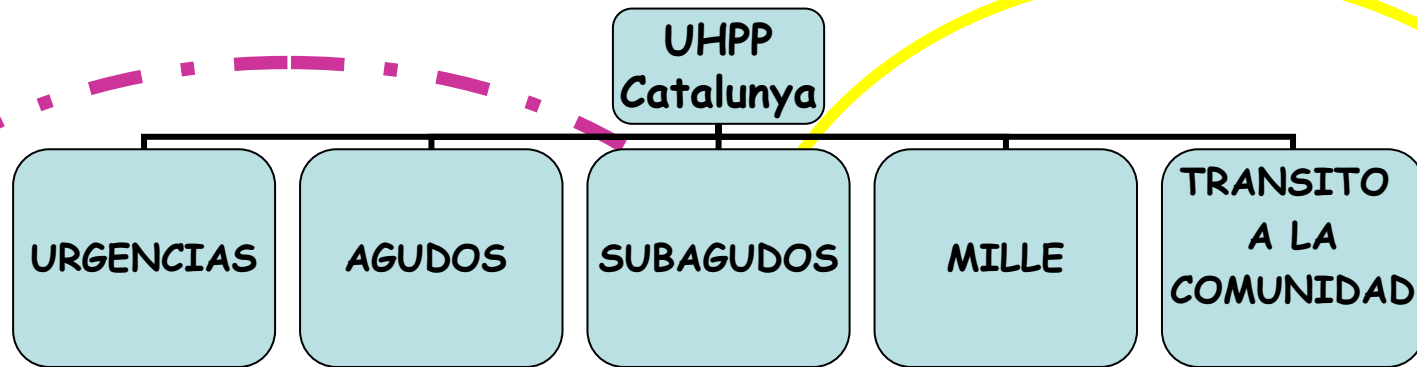 UHPP
Catalunya
URGENCIAS
AGUDOS
SUBAGUDOS
MILLE
TRANSITO
A LA
COMUNIDAD